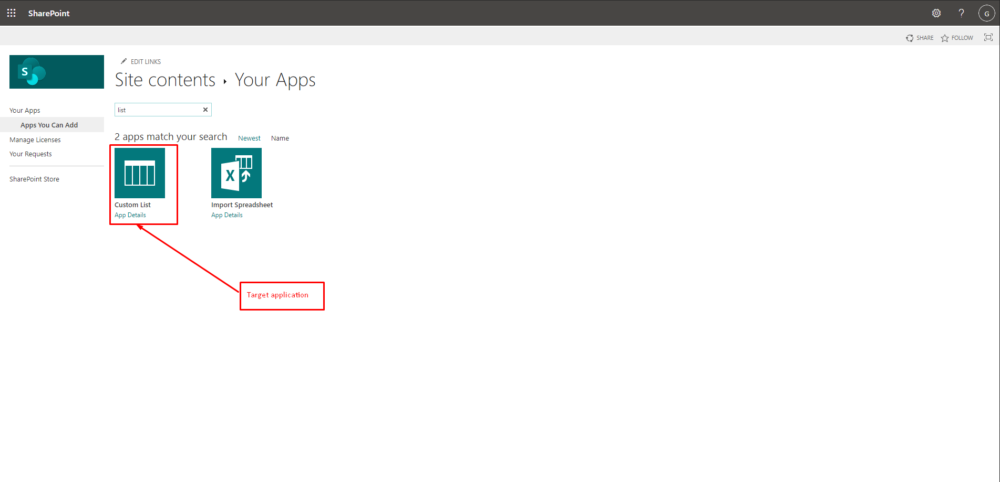 SharePoint
?
G
SHARE
FOLLOW
S
EDIT LINKS
Site contents ▸ Your Apps
Your Apps
Apps You Can Add
Manage Licenses
Your Requests
SharePoint Store
list
2 apps match your search Newest Name
X
Custom List
App Details
Import Spreadsheet
App Details
Target application